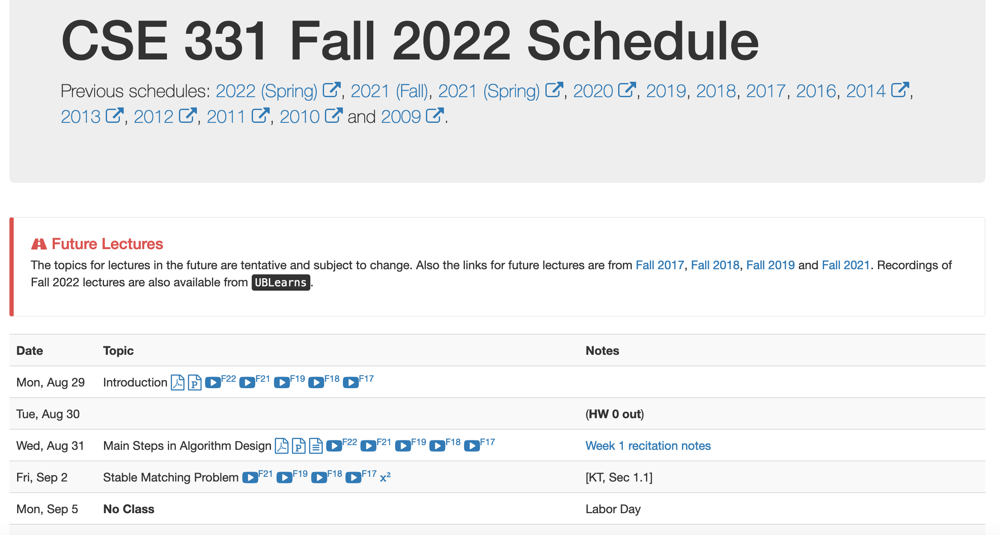 CSE 331 Fall 2022 Schedule
Previous schedules: 2022 (Spring), 2021 (Fall), 2021 (Spring), 2020, 2019, 2018, 2017, 2016, 2014,
2013, 2012, 2011, 2010 and 2009.
Future Lectures
The topics for lectures in the future are tentative and subject to change. Also the links for future lectures are from Fall 2017, Fall 2018, Fall 2019 and Fall 2021. Recordings of
Fall 2022 lectures are also available from UBLearns.
Date Topic Notes
Mon, Aug 29 Introduction P F22 F21 F19 F18 F17
Tue, Aug 30 (HW 0 out)
Wed, Aug 31 Main Steps in Algorithm Design P F22 F21 F19 F18 F17 Week 1 recitation notes
Fri, Sep 2 Stable Matching Problem F21 F19 F18 F17 x² [KT, Sec 1.1]
Mon, Sep 5 No Class Labor Day